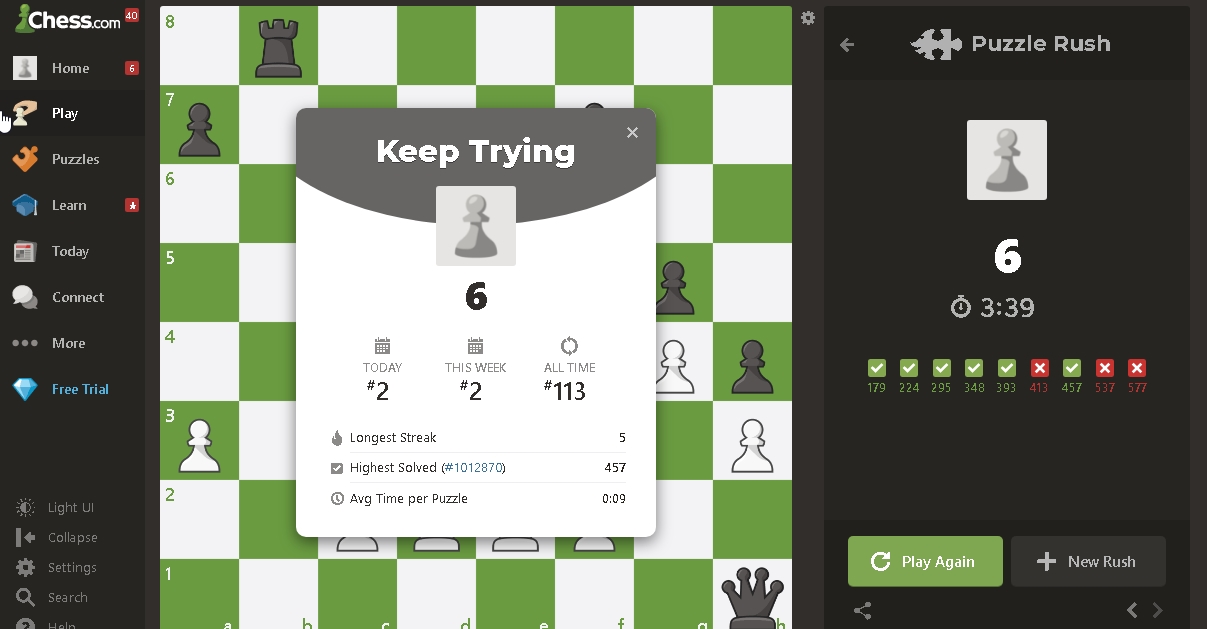 Chess.com 40
Home 6
Play
Puzzles
Learn
Today
Connect
More
Free Trial
Light UI
Collapse
Settings
Search
Help
8
7
6
5
4
3
2
1
a b c d e f g h
Keep Trying
6
TODAY THIS WEEK ALL TIME
#2 #2 #113
Longest Streak 5
Highest Solved (#1012870) 457
Avg Time per Puzzle 0:09
Puzzle Rush
6
3:39
179 224 295 348 393 413 457 537 577
Play Again New Rush